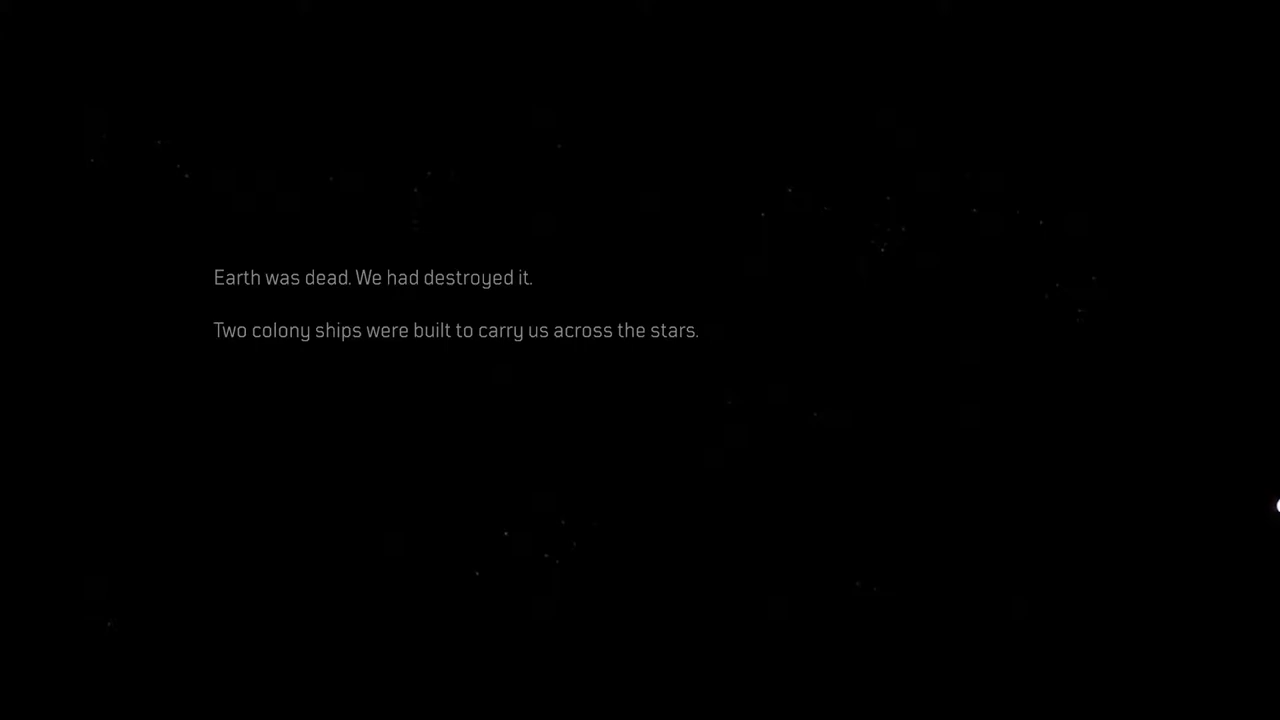 Earth was dead. We had destroyed it.
Two colony ships were built to carry us across the stars.